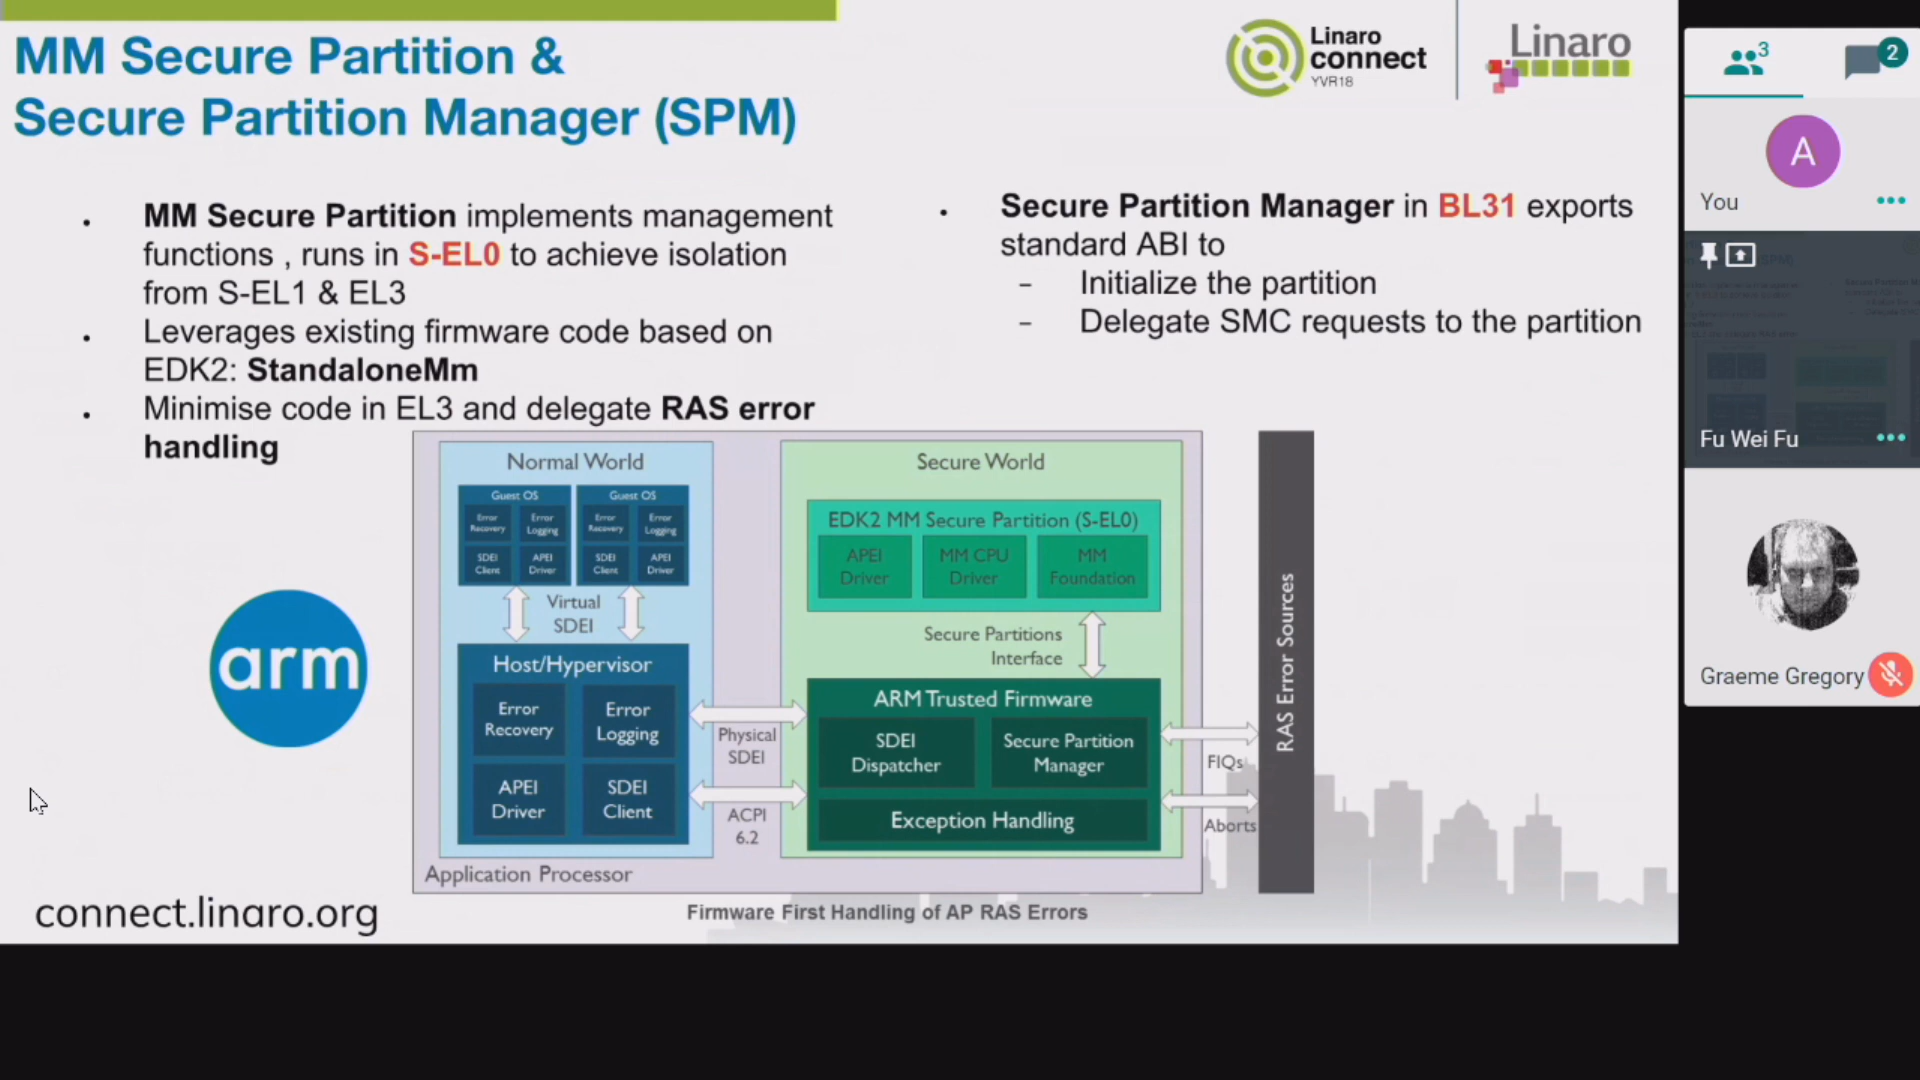 MM Secure Partition &
Secure Partition Manager (SPM)
Linaro
connect
YVR18
Linaro
. MM Secure Partition implements management
functions , runs in S-EL0 to achieve isolation
from S-EL1 & EL3
. Leverages existing firmware code based on
EDK2: StandaloneMm
. Minimise code in EL3 and delegate RAS error
handling
. Secure Partition Manager in BL31 exports
standard ABI to
– Initialize the partition
– Delegate SMC requests to the partition
arm
Normal World
Guest OS
Error
Recovery
Error
Logging
SDEI
Client
APEI
Driver
Guest OS
Error
Recovery
Error
Logging
SDEI
Client
APEI
Driver
Virtual
SDEI
Host/Hypervisor
Error
Recovery
Error
Logging
APEI
Driver
SDEI
Client
Physical
SDEI
ACPI
6.2
Secure World
EDK2 MM Secure Partition (S-EL0)
APEI
Driver
MM CPU
Driver
MM
Foundation
Secure Partitions
Interface
ARM Trusted Firmware
SDEI
Dispatcher
Secure Partition
Manager
Exception Handling
FIQs
Aborts
RAS Error Sources
Application Processor
Firmware First Handling of AP RAS Errors
connect.linaro.org
3
2
A
You
Fu Wei Fu
Graeme Gregory